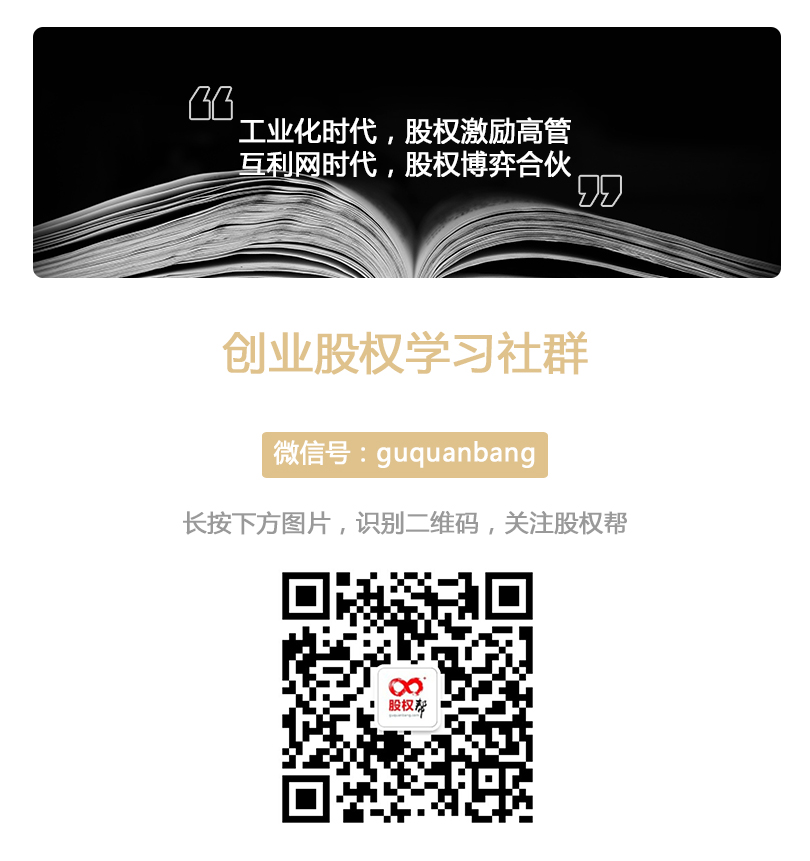 工业化时代，股权激励高管
互利网时代，股权博弈合伙
创业股权学习社群
微信号：guquanbang
长按下方图片，识别二维码，关注股权帮
股权帮
guquanbang.com